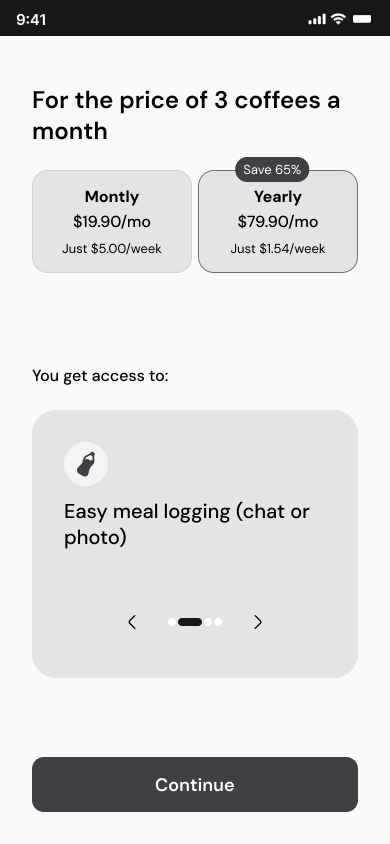 9:41
For the price of 3 coffees a
month
Save 65%
Montly
$19.90/mo
Just $5.00/week
Yearly
$79.90/mo
Just $1.54/week
You get access to:
Easy meal logging (chat or
photo)
Continue